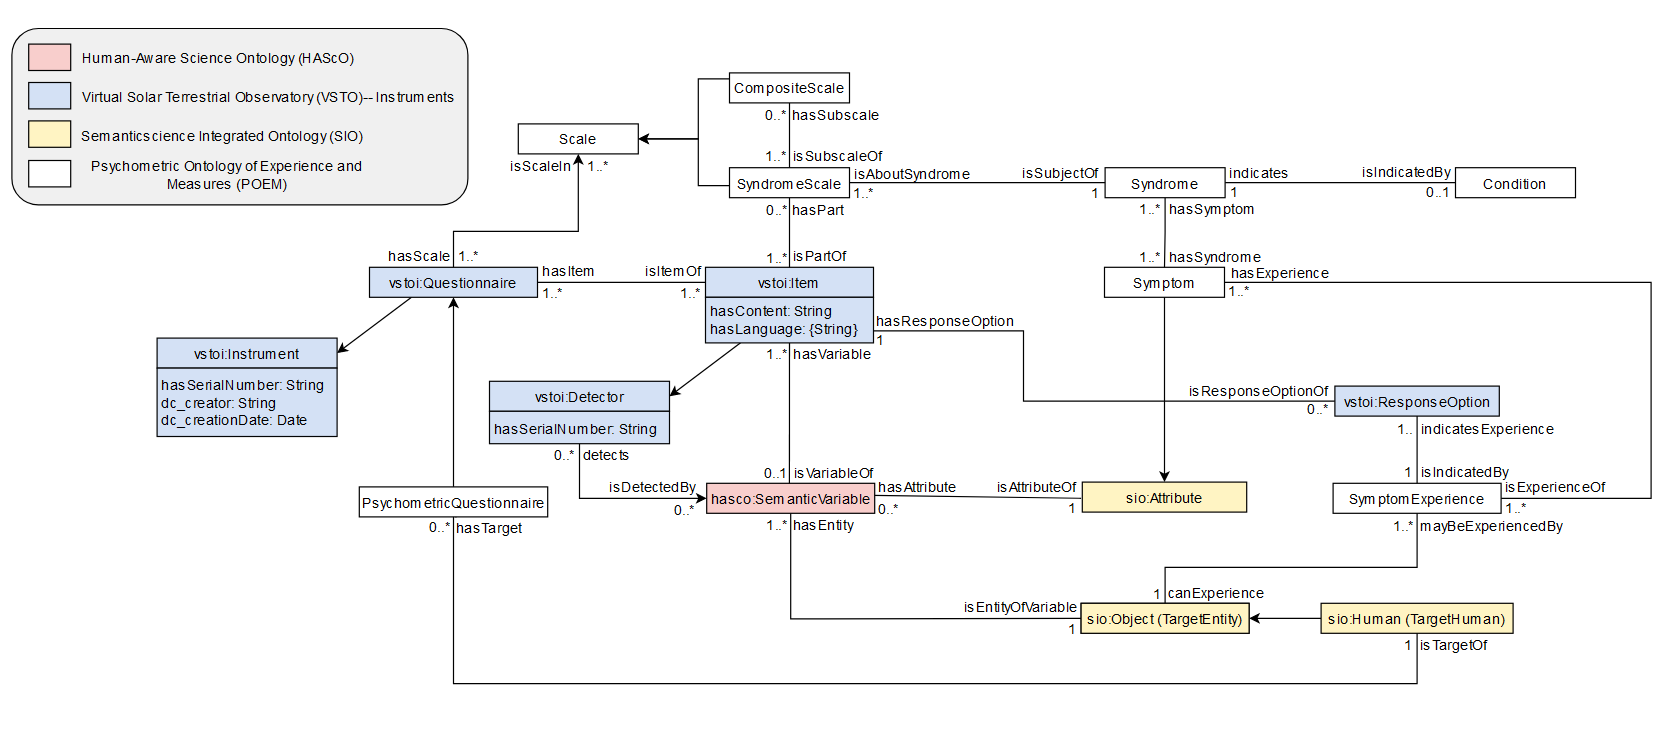 Human-Aware Science Ontology (HAScO)
Virtual Solar Terrestrial Observatory (VSTO)-- Instruments
Semanticscience Integrated Ontology (SIO)
Psychometric Ontology of Experience and
Measures (POEM)
CompositeScale
0..* hasSubscale
Scale
isScaleIn 1..*
1..* isSubscaleOf
SyndromeScale
isAboutSyndrome
1..*
isSubjectOf
1
Syndrome
indicates
1
isIndicatedBy
0..1
Condition
0..* hasPart
1..* hasSymptom
hasScale 1..*
1..* isPartOf
1..* hasSyndrome
vstoi:Questionnaire
hasItem
1..*
isItemOf
1..*
vstoi:Item
hasContent: String
hasLanguage: {String}
Symptom
hasExperience
1..*
hasResponseOption
1
1..* hasVariable
vstoi:Instrument
hasSerialNumber: String
dc_creator: String
dc_creationDate: Date
vstoi:Detector
hasSerialNumber: String
0..* detects
isResponseOptionOf
0..*
vstoi:ResponseOption
1.. indicatesExperience
0..1 isVariableOf
1 isIndicatedBy
PsychometricQuestionnaire
0..* hasTarget
isDetectedBy
0..*
hasco:SemanticVariable
hasAttribute
0..*
isAttributeOf
1
sio:Attribute
SymptomExperience
isExperienceOf
1..*
1..* hasEntity
1..* mayBeExperiencedBy
1 canExperience
isEntityOfVariable
1
sio:Object (TargetEntity)
sio:Human (TargetHuman)
1 isTargetOf